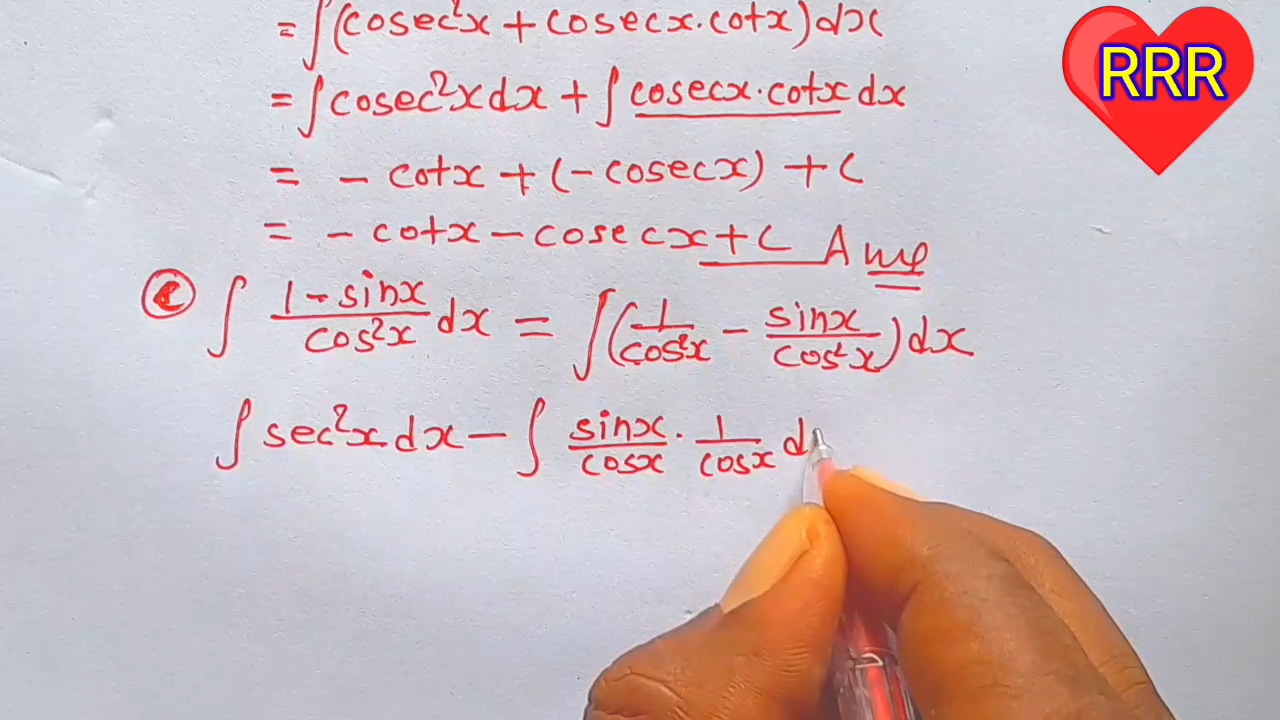 = ∫(cosec²x + cosecx.cotx)dx
RRR
= ∫cosec²x dx + ∫cosecx.cotx dx
= - cotx + (-cosecx) + C
= - cotx - cosecx + C Ans
(c) ∫ (1-sinx)/(cos²x) dx = ∫(1/cos²x - sinx/cos²x) dx
∫ sec²x dx - ∫ sinx/cosx . 1/cosx d